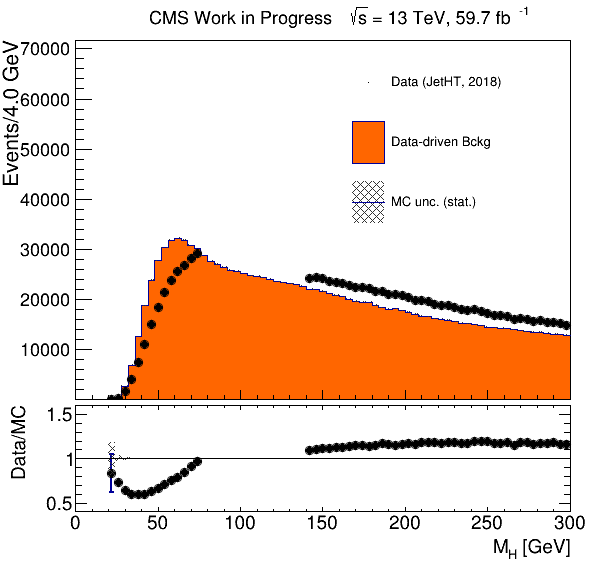 CMS Work in Progress √s = 13 TeV, 59.7 fb⁻¹
Events/4.0 GeV
70000
60000
50000
40000
30000
20000
10000
Data (JetHT, 2018)
Data-driven Bckg
MC unc. (stat.)
Data/MC
1.5
1
0.5
0 50 100 150 200 250 300
M_H [GeV]